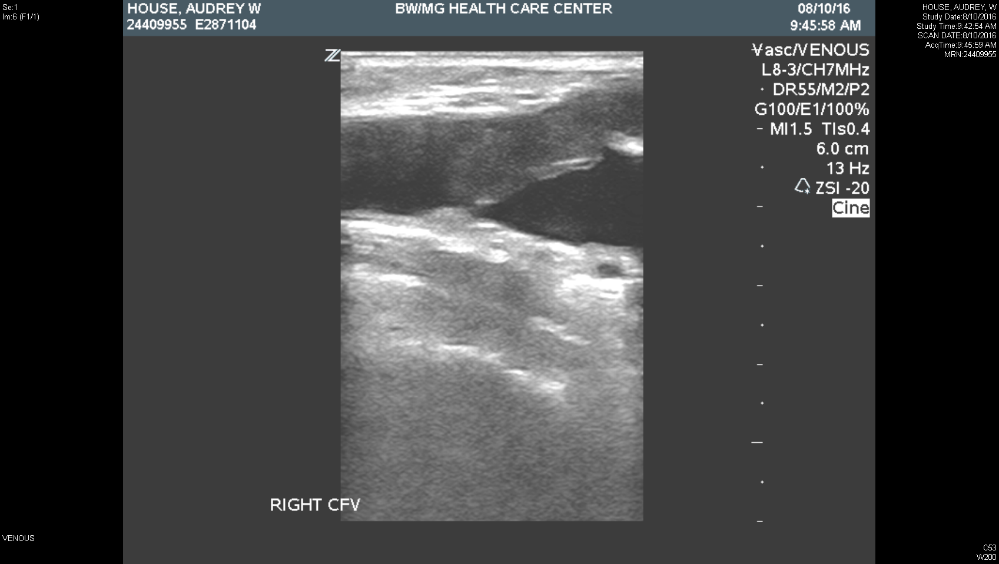 Se:1
Im:6 (F1/1)
HOUSE, AUDREY W
24409955 E2871104
BW/MG HEALTH CARE CENTER
08/10/16
9:45:58 AM
HOUSE, AUDREY, W
Study Date:8/10/2016
Study Time:9:42:54 AM
SCAN DATE:8/10/2016
AcqTime:9:45:59 AM
MRN:24409955
Z
Vasc/VENOUS
L8-3/CH7MHz
DR55/M2/P2
G100/E1/100%
MI1.5 TIs0.4
6.0 cm
13 Hz
ZSI -20
Cine
RIGHT CFV
VENOUS
C53
W200